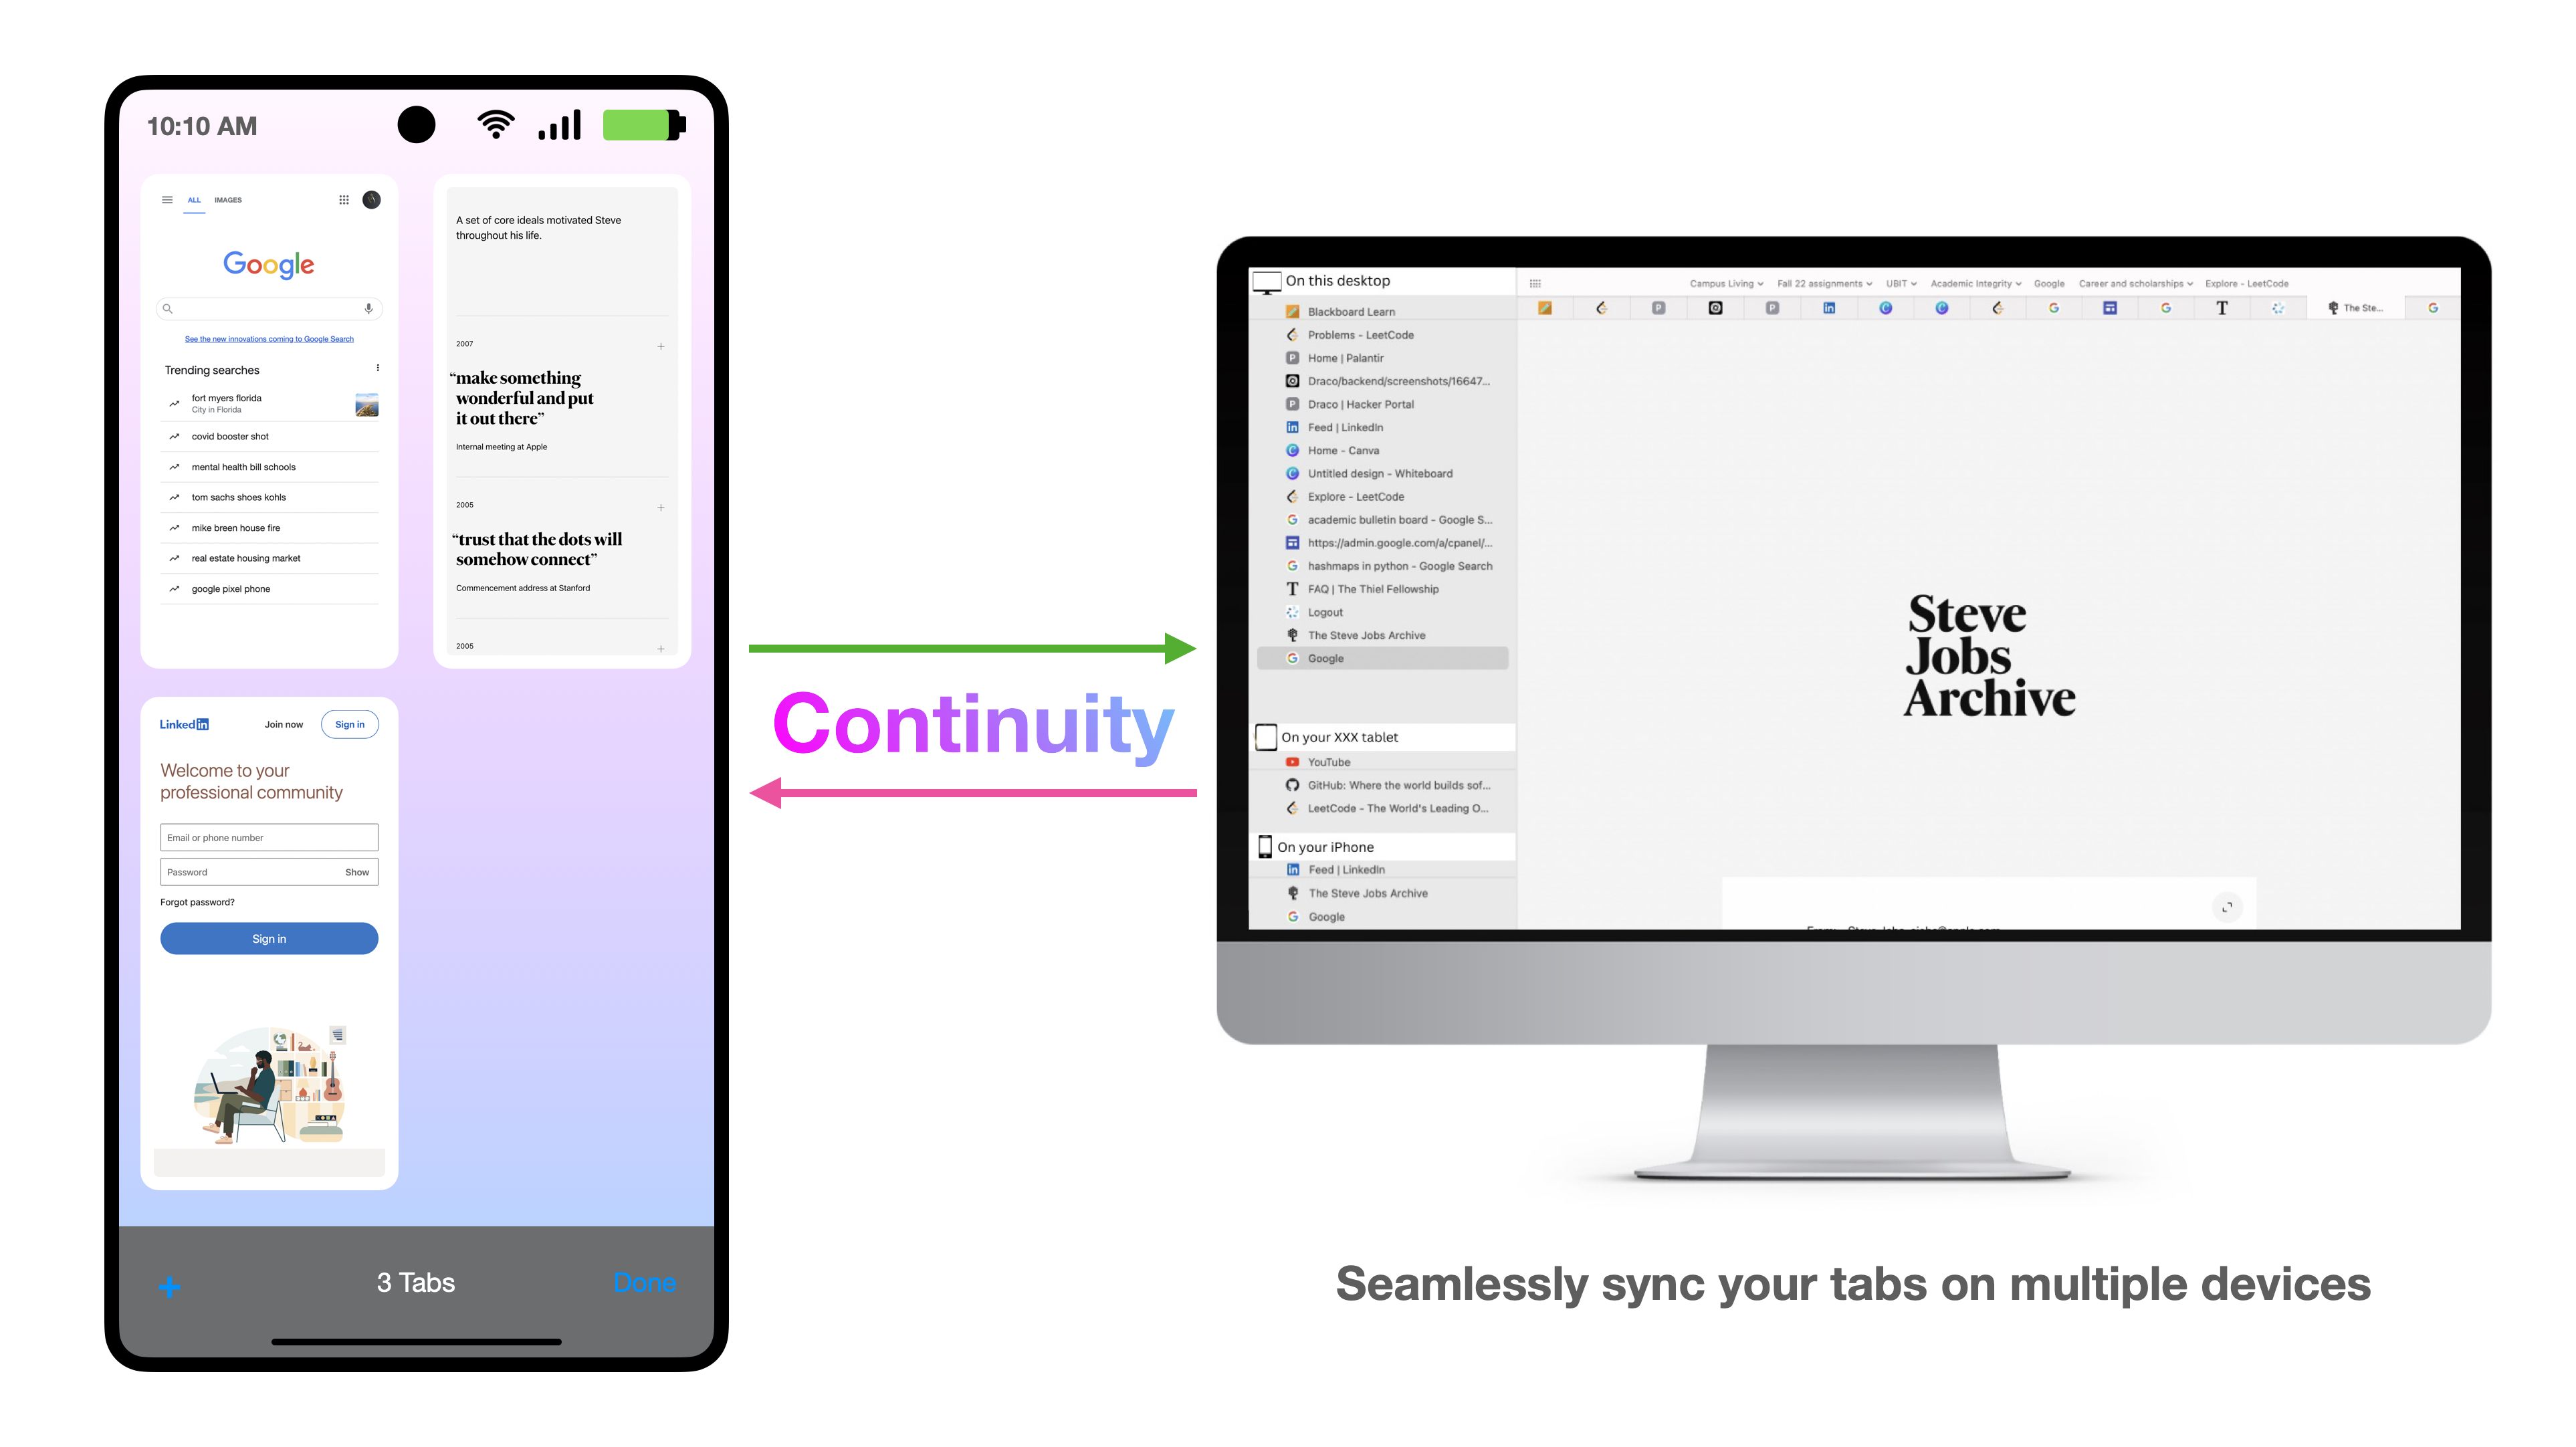 10:10 AM
ALL IMAGES
Google
See the new innovations coming to Google Search
Trending searches
fort myers florida
City in Florida
covid booster shot
mental health bill schools
tom sachs shoes kohls
mike breen house fire
real estate housing market
google pixel phone
A set of core ideals motivated Steve
throughout his life.
2007
+
“make something
wonderful and put
it out there”
Internal meeting at Apple
2005
+
“trust that the dots will
somehow connect”
Commencement address at Stanford
2005
+
Linked in
Join now
Sign in
Welcome to your
professional community
Email or phone number
Password Show
Forgot password?
Sign in
+
3 Tabs
Done
Continuity
On this desktop
Blackboard Learn
Problems - LeetCode
Home | Palantir
Draco/backend/screenshots/16647...
Draco | Hacker Portal
Feed | LinkedIn
Home - Canva
Untitled design - Whiteboard
Explore - LeetCode
academic bulletin board - Google S...
https://admin.google.com/a/cpanel/...
hashmaps in python - Google Search
FAQ | The Thiel Fellowship
Logout
The Steve Jobs Archive
Google
On your XXX tablet
YouTube
GitHub: Where the world builds sof...
LeetCode - The World's Leading O...
On your iPhone
Feed | LinkedIn
The Steve Jobs Archive
Google
Campus Living Fall 22 assignments UBIT Academic Integrity Google Career and scholarships Explore - LeetCode
The Ste...
Steve
Jobs
Archive
Seamlessly sync your tabs on multiple devices